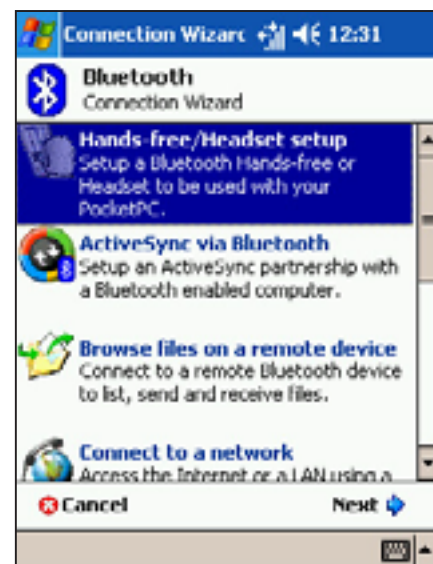 Connection Wizarc 12:31
Bluetooth
Connection Wizard
Hands-free/Headset setup
Setup a Bluetooth Hands-free or
Headset to be used with your
PocketPC.
ActiveSync via Bluetooth
Setup an ActiveSync partnership with
a Bluetooth enabled computer.
Browse files on a remote device
Connect to a remote Bluetooth device
to list, send and receive files.
Connect to a network
Access the Internet or a LAN using a
Cancel Next